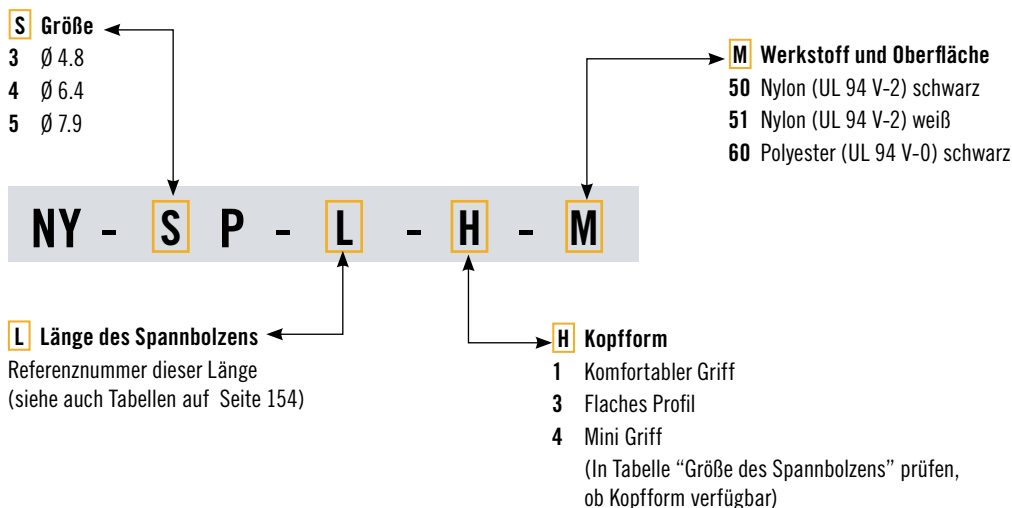 S Größe
3 Ø 4.8
4 Ø 6.4
5 Ø 7.9
M Werkstoff und Oberfläche
50 Nylon (UL 94 V-2) schwarz
51 Nylon (UL 94 V-2) weiß
60 Polyester (UL 94 V-0) schwarz
NY - S P - L - H - M
L Länge des Spannbolzens
Referenznummer dieser Länge
(siehe auch Tabellen auf Seite 154)
H Kopfform
1 Komfortabler Griff
3 Flaches Profil
4 Mini Griff
(In Tabelle “Größe des Spannbolzens” prüfen,
ob Kopfform verfügbar)